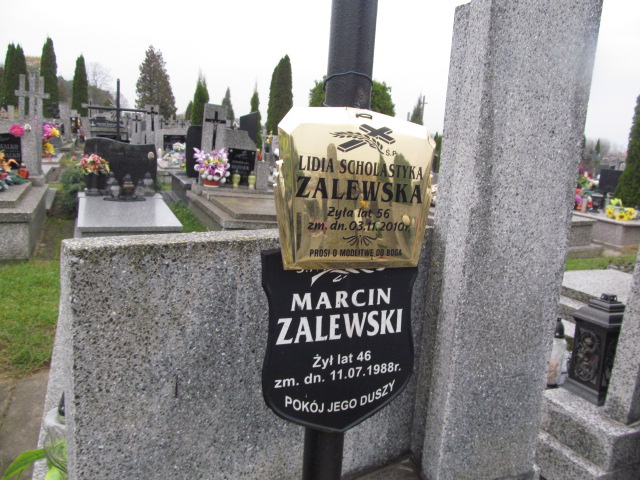 Ś.P.
LIDIA SCHOLASTYKA
ZALEWSKA
Żyła lat 56
zm. dn. 03.11.2010r.
PROSI O MODLITWĘ DO BOGA
MARCIN
ZALEWSKI
Żył lat 46
zm. dn. 11.07.1988r.
POKÓJ JEGO DUSZY